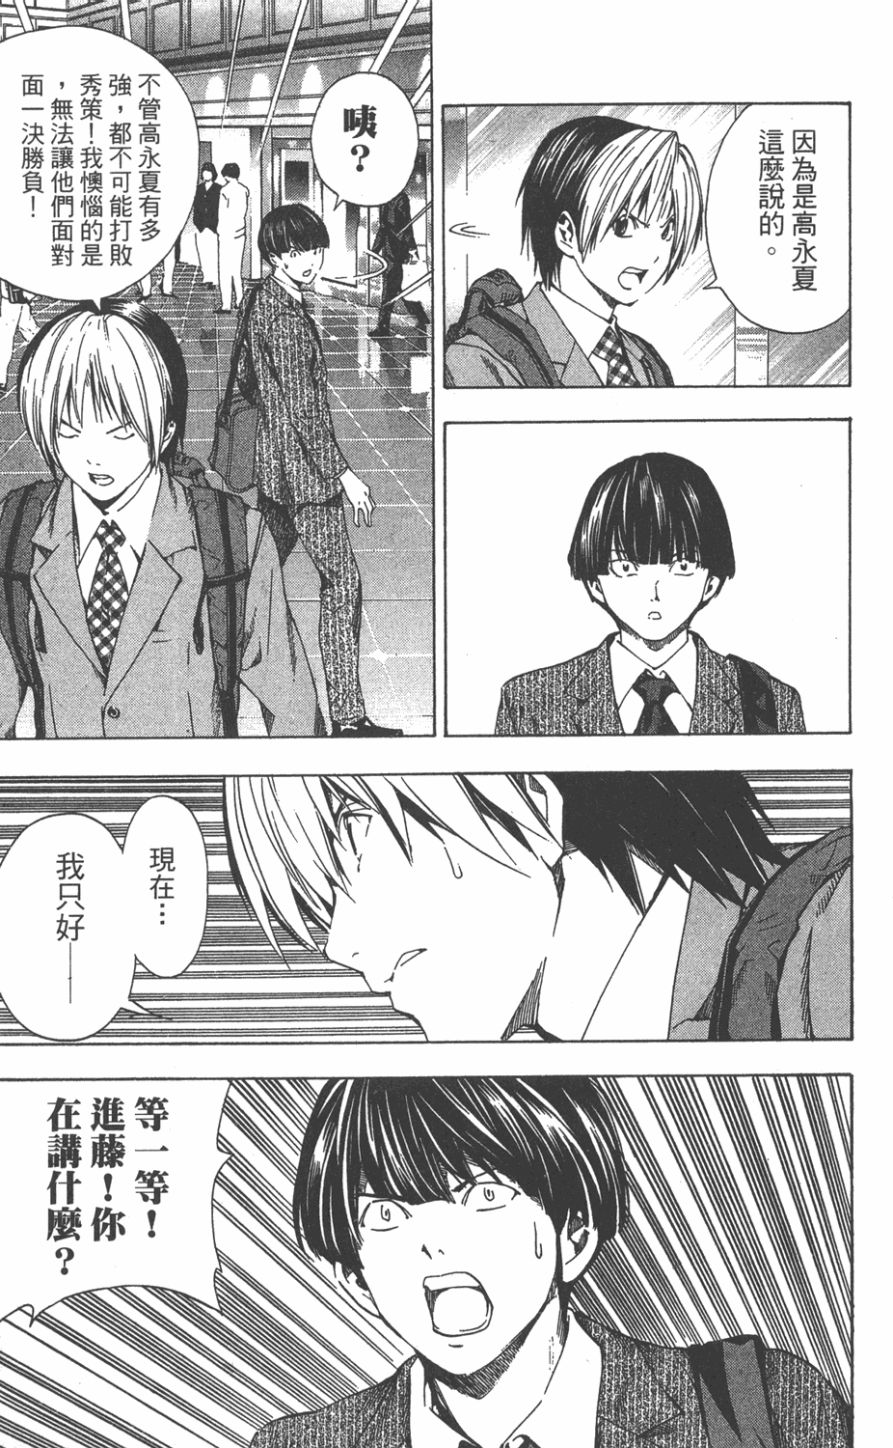 因為是高永夏
這麼說的。
咦？
不管高永夏有多
強，都不可能打敗
秀策！我懊惱的是
，無法讓他們面對
面一決勝負！
現在…
我只好——
等一等！
進藤！你
在講什麼？